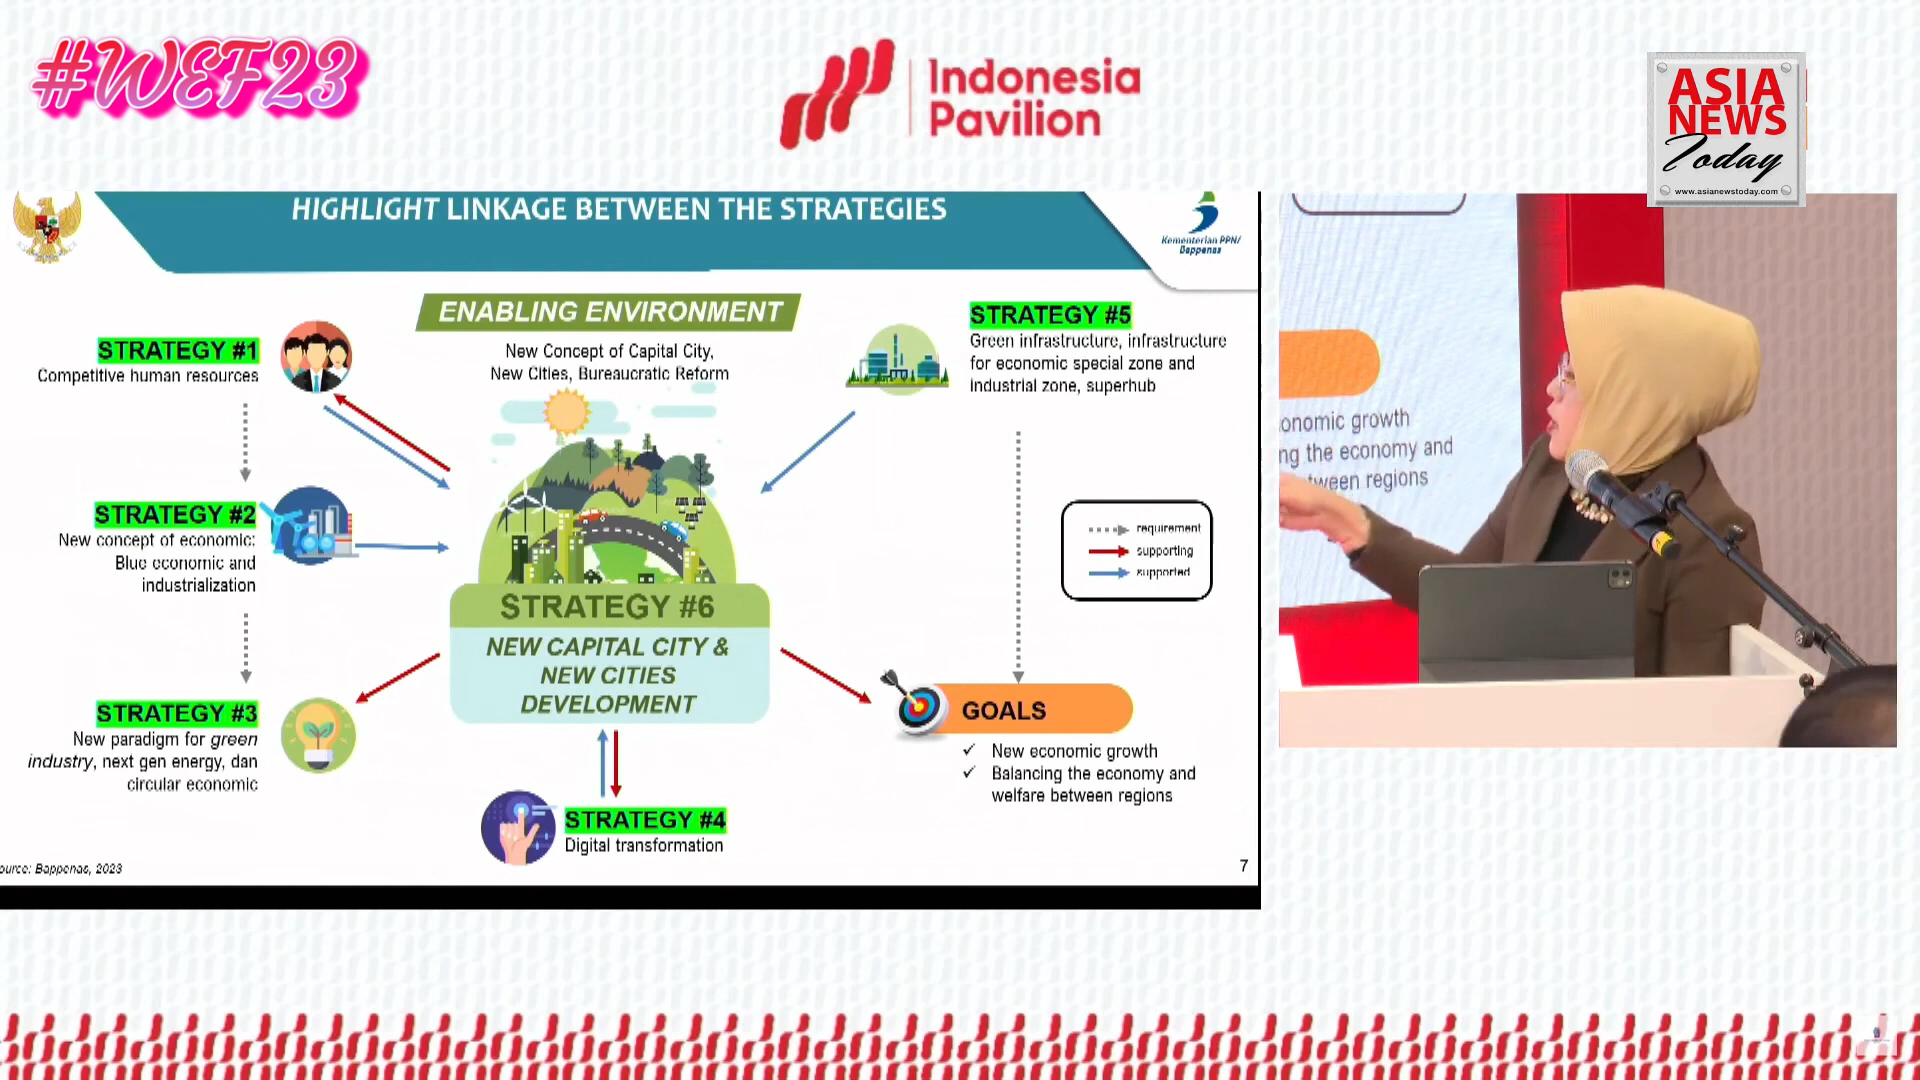 #WEF23
Indonesia
Pavilion
ASIA
NEWS
Today
www.asianewstoday.com
HIGHLIGHT LINKAGE BETWEEN THE STRATEGIES
Kementerian PPN/
Bappenas
ENABLING ENVIRONMENT
New Concept of Capital City,
New Cities, Bureaucratic Reform
STRATEGY #1
Competitive human resources
STRATEGY #2
New concept of economic:
Blue economic and
industrialization
STRATEGY #3
New paradigm for green
industry, next gen energy, dan
circular economic
STRATEGY #6
NEW CAPITAL CITY &
NEW CITIES
DEVELOPMENT
STRATEGY #4
Digital transformation
STRATEGY #5
Green infrastructure, infrastructure
for economic special zone and
industrial zone, superhub
requirement
supporting
supported
GOALS
✓ New economic growth
✓ Balancing the economy and
welfare between regions
ource: Bappenas, 2023
7
onomic growth
ng the economy and
tween regions